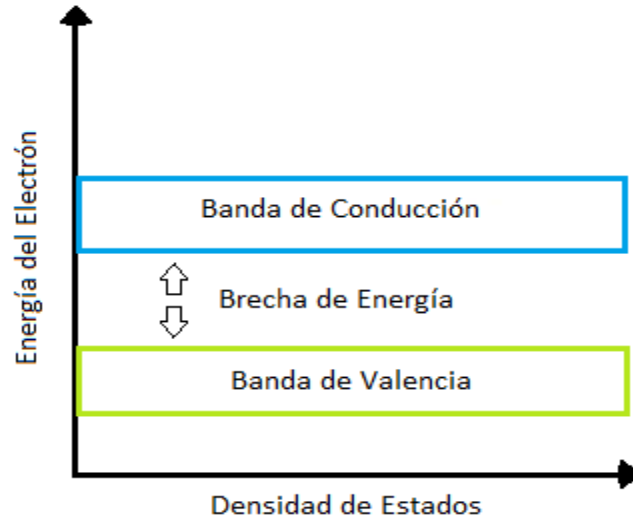 Energía del Electrón
Banda de Conducción
Brecha de Energía
Banda de Valencia
Densidad de Estados